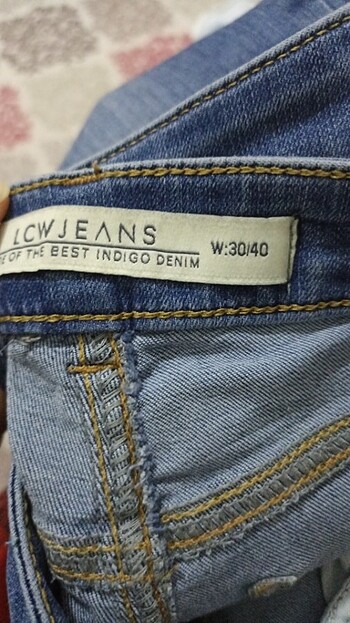 LCWJEANS
OF THE BEST INDIGO DENIM
W:30/40